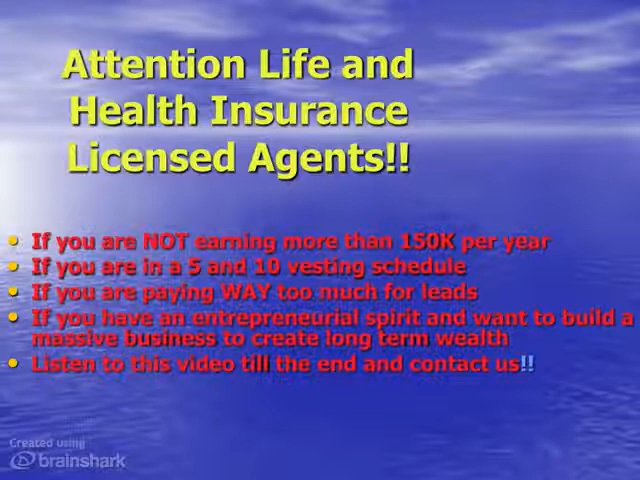 Attention Life and
Health Insurance
Licensed Agents!!
• If you are NOT earning more than 150K per year
• If you are in a 5 and 10 vesting schedule
• If you are paying WAY too much for leads
• If you have an entrepreneurial spirit and want to build a
massive business to create long term wealth
• Listen to this video till the end and contact us!!
Created using
brainshark